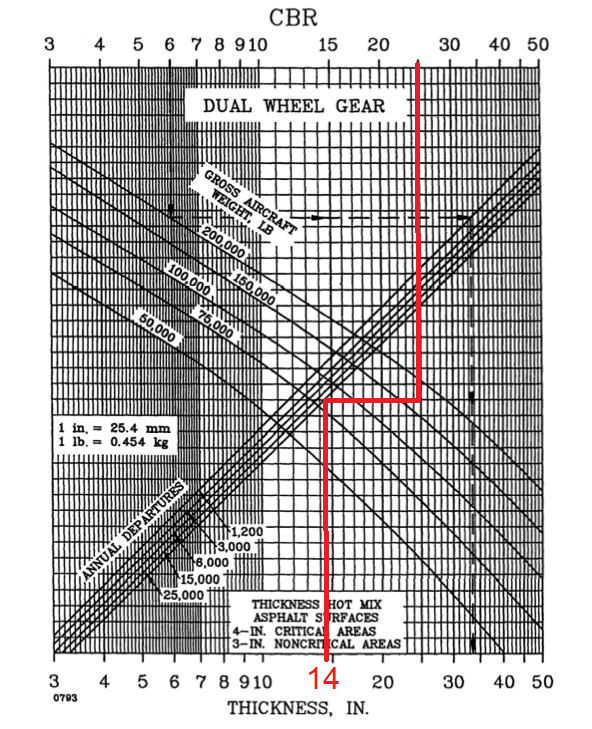 CBR
3 4 5 6 7 8 9 10 15 20 30 40 50
DUAL WHEEL GEAR
GROSS AIRCRAFT
WEIGHT, LB
200,000
150,000
100,000
75,000
50,000
1 in. = 25.4 mm
1 lb. = 0.454 kg
ANNUAL DEPARTURES
1,200
3,000
6,000
15,000
25,000
THICKNESS HOT MIX
ASPHALT SURFACES
4-IN. CRITICAL AREAS
3-IN. NONCRITICAL AREAS
3 4 5 6 7 8 9 10 14 20 30 40 50
0793
THICKNESS, IN.